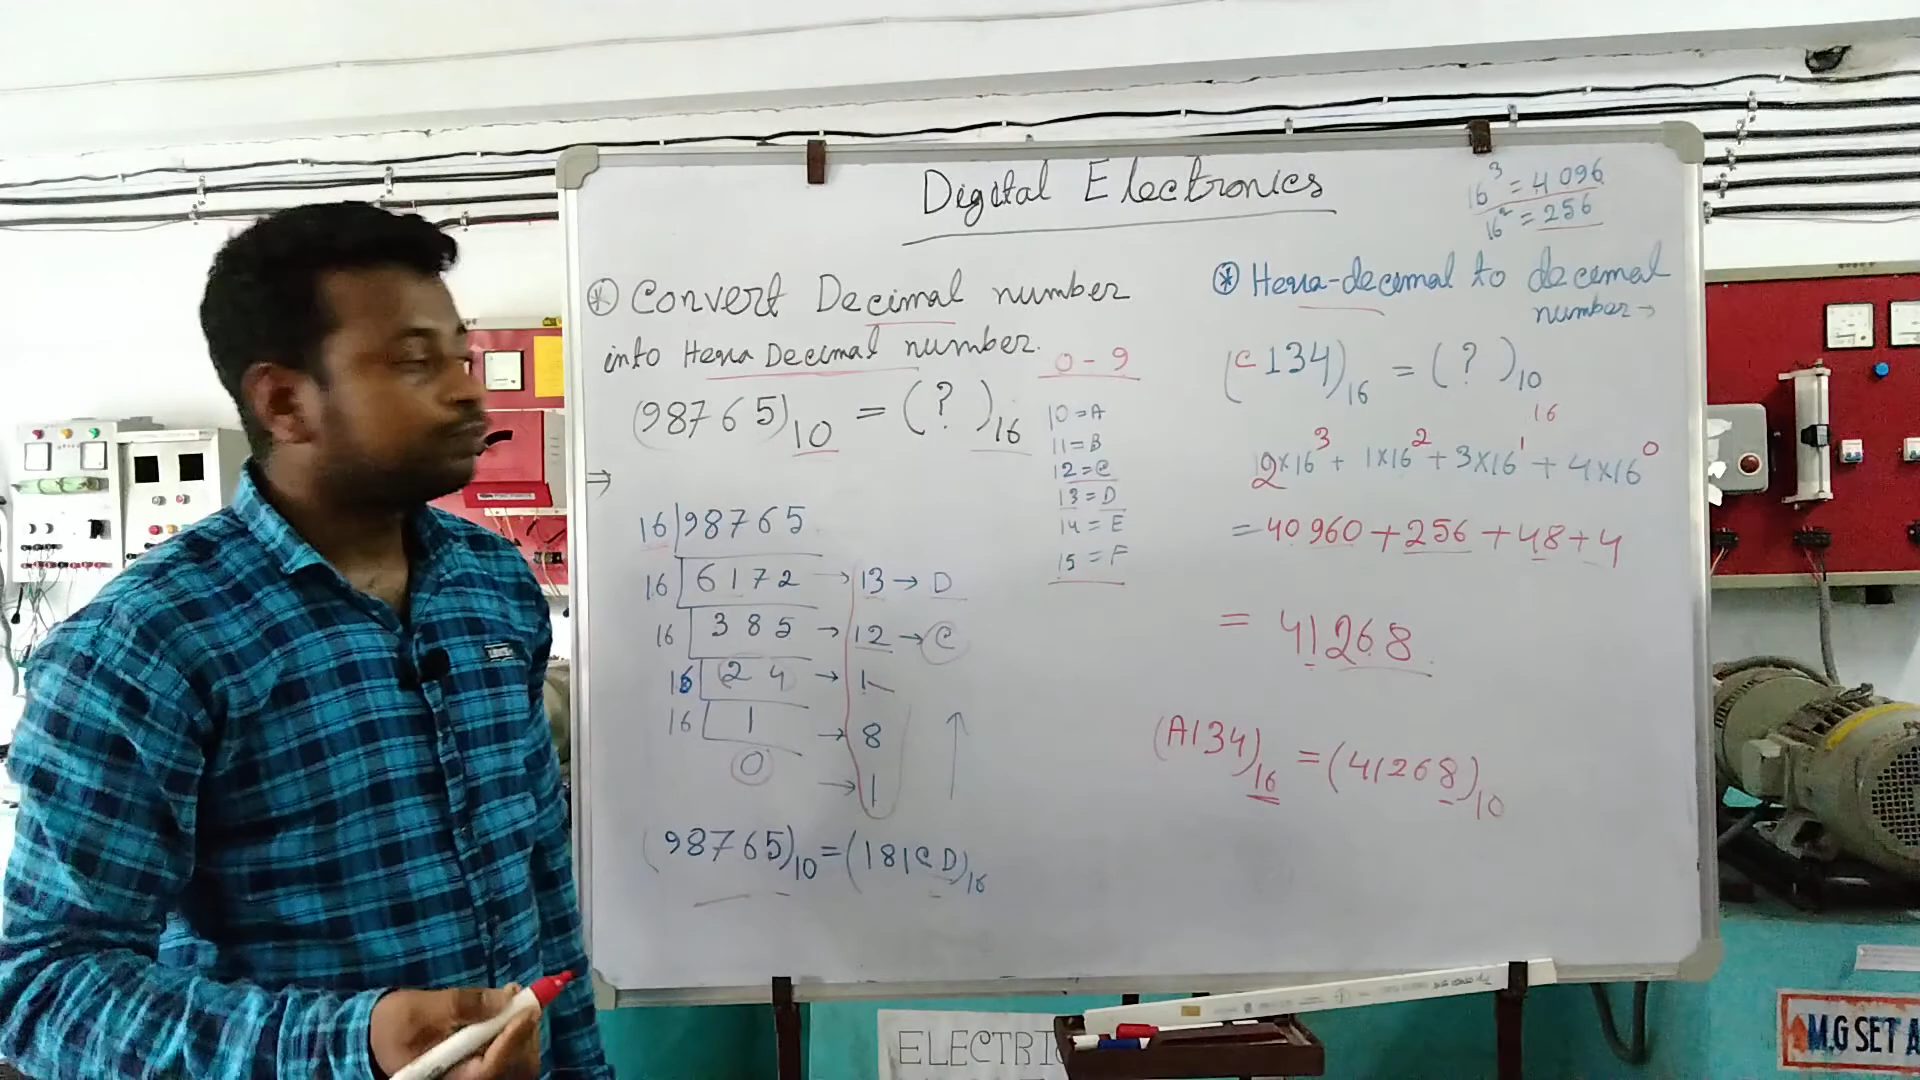 Digital Electronics
16³ = 4096
16² = 256
* Convert Decimal number
into Hexa Decimal number.
(98765)₁₀ = (?)₁₆
⇒
0 - 9
10 = A
11 = B
12 = C
13 = D
14 = E
15 = F
16 | 98765
16 | 6172 → 13 → D
16 | 385 → 12 → C
16 | 24 → 1
16 | 1 → 8
0 → 1
(98765)₁₀ = (181CD)₁₆
* Hexa-decimal to decimal
number →
(C134)₁₆ = (?)₁₀
16
12×16³ + 1×16² + 3×16¹ + 4×16⁰
= 40960 + 256 + 48 + 4
= 41268
(A134)₁₆ = (41268)₁₀
ELECTRI
M.G SET A